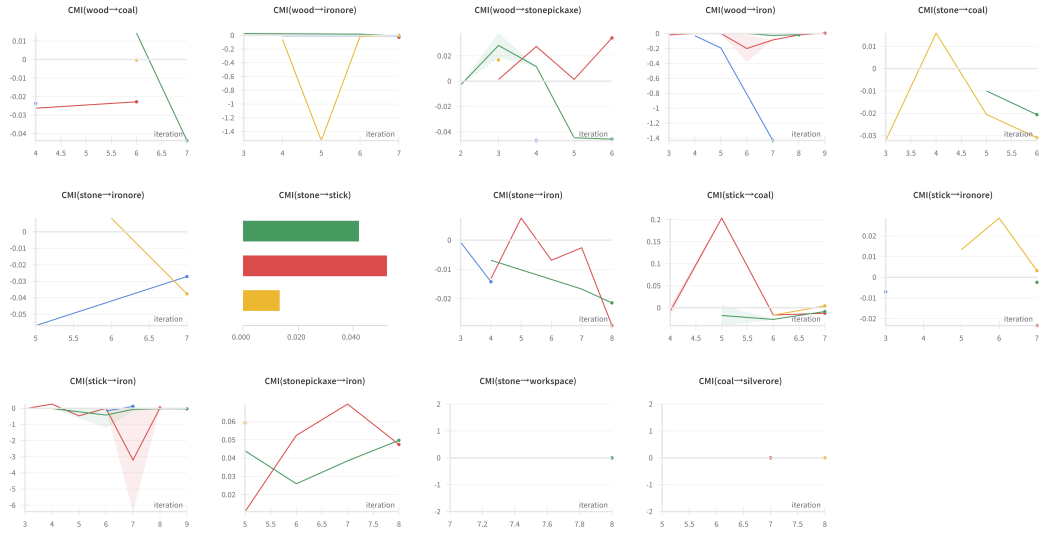 CMI(wood→coal)
0.01
0
-0.01
-0.02
-0.03
-0.04
iteration
4 4.5 5 5.5 6 6.5 7
CMI(wood→ironore)
0
-0.2
-0.4
-0.6
-0.8
-1
-1.2
-1.4
iteration
3 4 5 6 7
CMI(wood→stonepickaxe)
0.02
0
-0.02
-0.04
iteration
2 3 4 5 6
CMI(wood→iron)
0
-0.2
-0.4
-0.6
-0.8
-1
-1.2
-1.4
iteration
3 4 5 6 7 8 9
CMI(stone→coal)
0.01
0
-0.01
-0.02
-0.03
iteration
3 3.5 4 4.5 5 5.5 6
CMI(stone→ironore)
0
-0.01
-0.02
-0.03
-0.04
-0.05
iteration
5 5.5 6 6.5 7
CMI(stone→stick)
0.000 0.020 0.040
CMI(stone→iron)
0
-0.01
-0.02
iteration
3 4 5 6 7 8
CMI(stick→coal)
0.2
0.15
0.1
0.05
0
iteration
4 4.5 5 5.5 6 6.5 7
CMI(stick→ironore)
0.02
0.01
0
-0.01
-0.02
iteration
3 4 5 6 7
CMI(stick→iron)
0
-1
-2
-3
-4
-5
-6
iteration
3 4 5 6 7 8 9
CMI(stonepickaxe→iron)
0.06
0.05
0.04
0.03
0.02
iteration
5 5.5 6 6.5 7 7.5 8
CMI(stone→workspace)
2
1
0
-1
-2
iteration
7 7.2 7.4 7.6 7.8 8
CMI(coal→silverore)
2
1
0
-1
-2
iteration
5 5.5 6 6.5 7 7.5 8